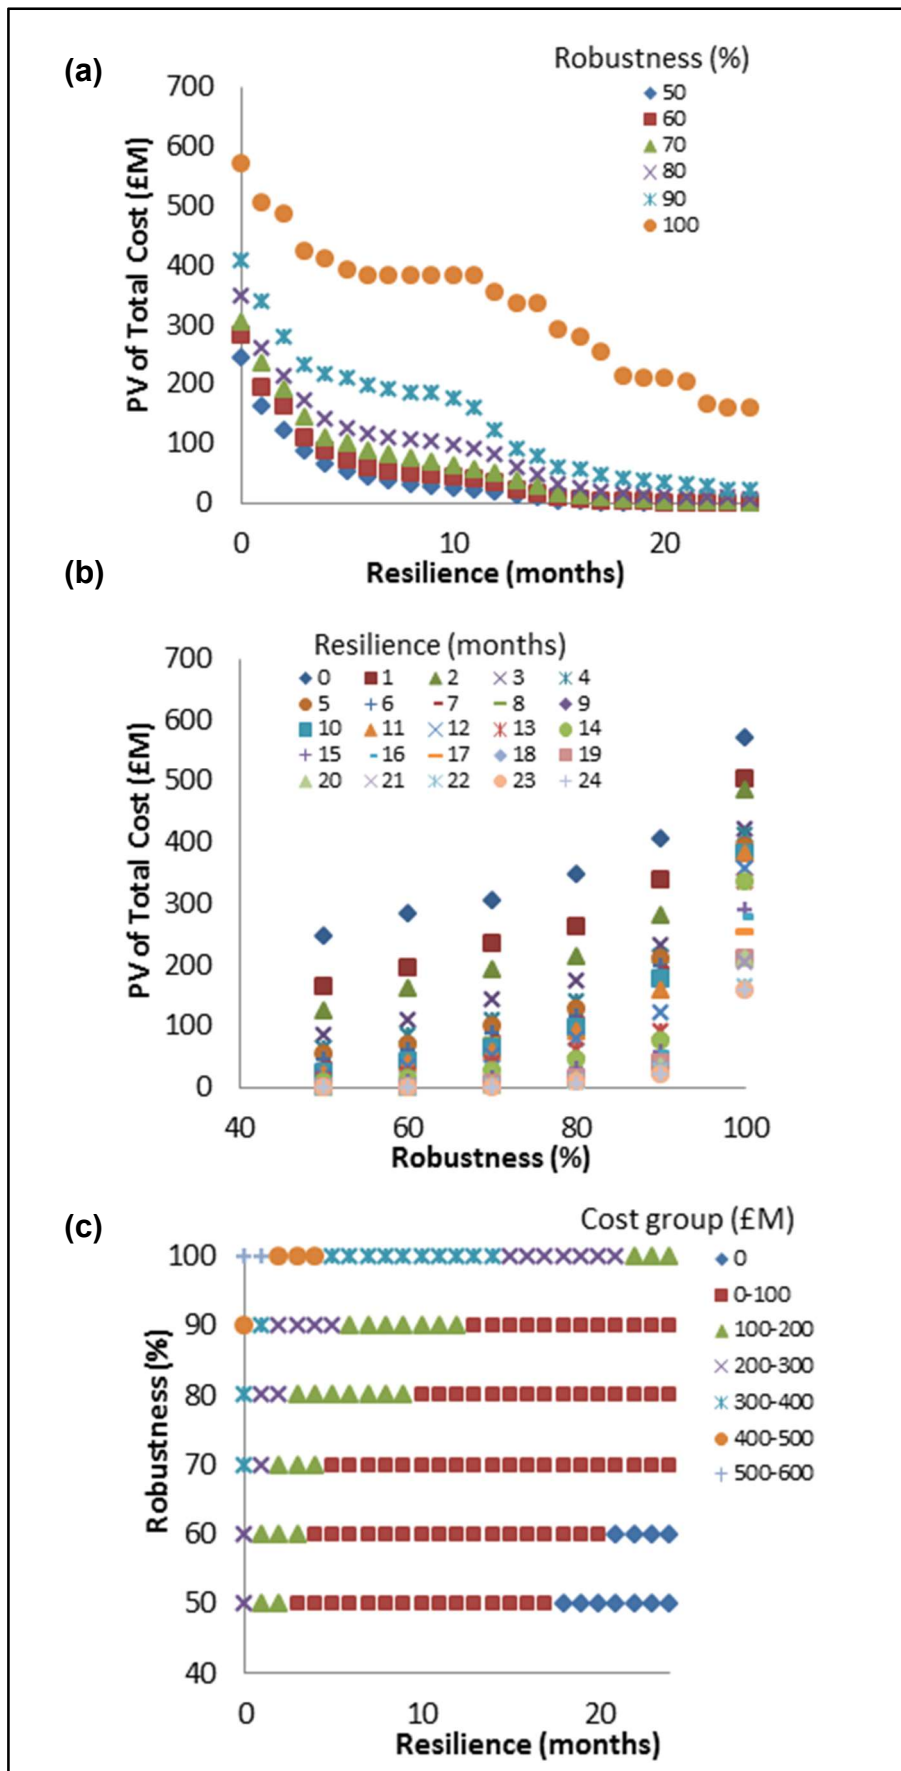 (a)
Robustness (%)
50
60
70
80
90
100
PV of Total Cost (£M)
700
600
500
400
300
200
100
0
0 10 20
Resilience (months)
(b)
Resilience (months)
0 1 2 3 4
5 6 7 8 9
10 11 12 13 14
15 16 17 18 19
20 21 22 23 24
PV of Total Cost (£M)
700
600
500
400
300
200
100
0
40 60 80 100
Robustness (%)
(c)
Cost group (£M)
0
0-100
100-200
200-300
300-400
400-500
500-600
Robustness (%)
100
90
80
70
60
50
40
0 10 20
Resilience (months)